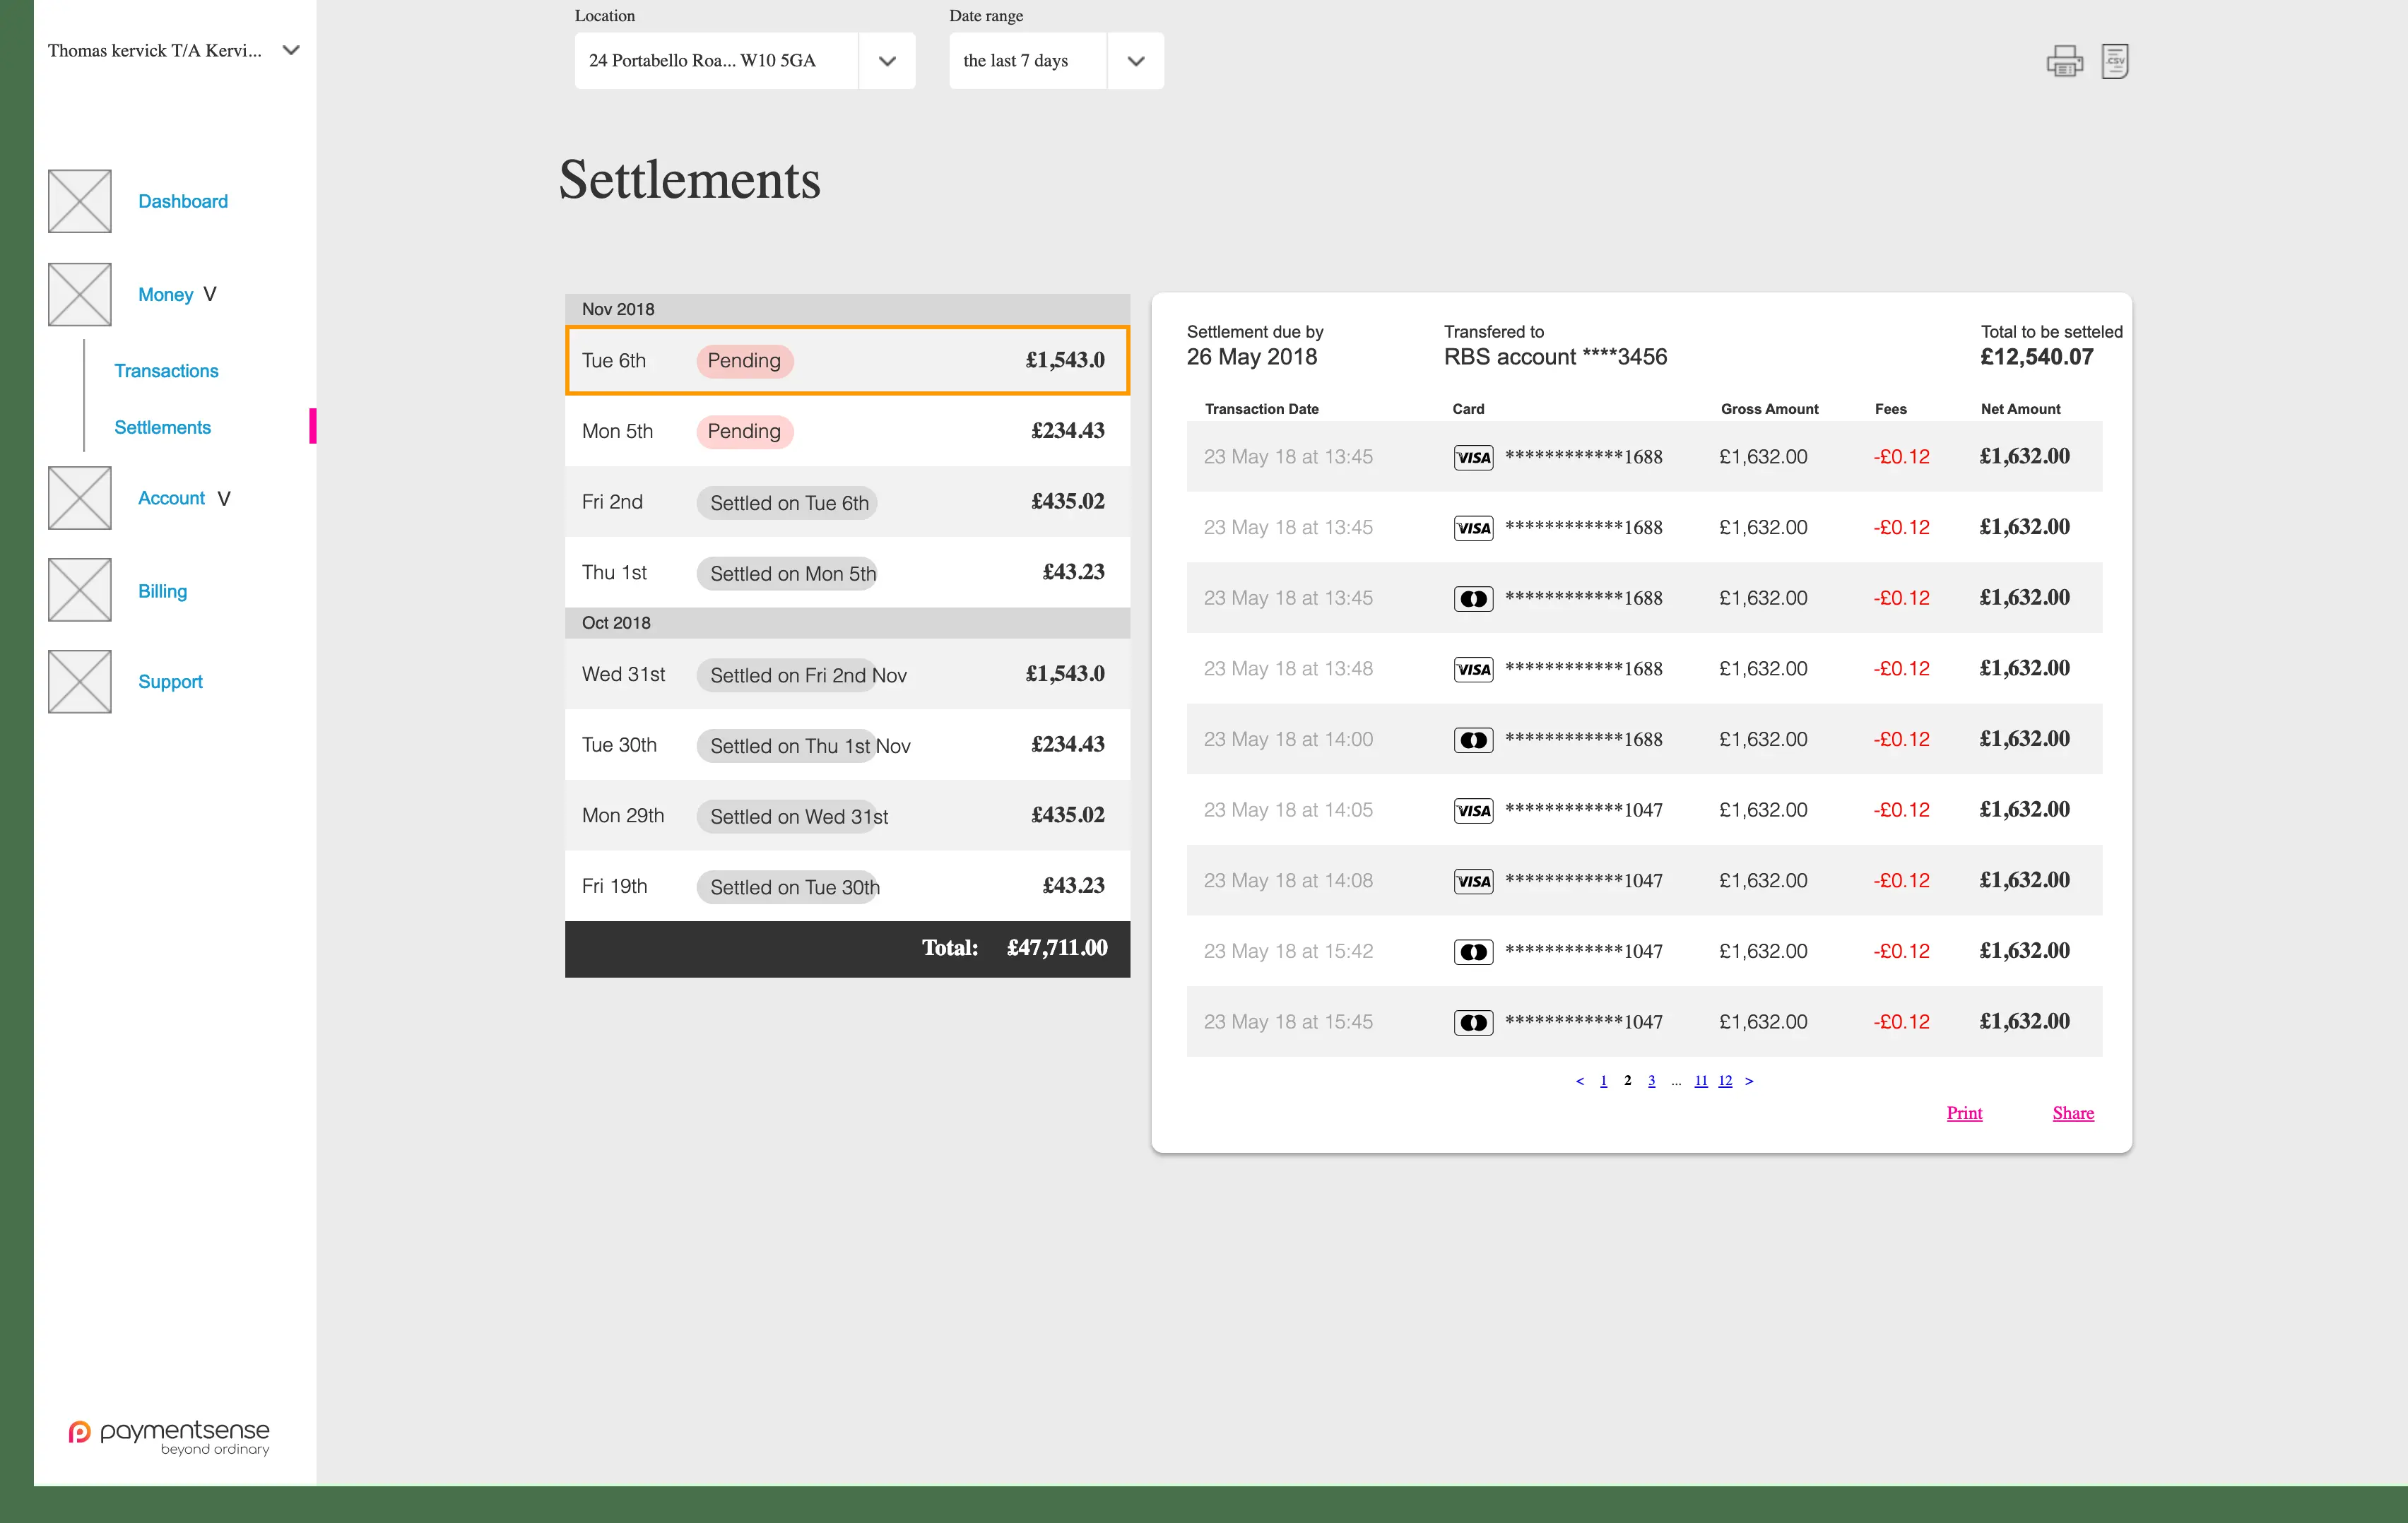 Thomas kervick T/A Kervi...
Dashboard
Money V
Transactions
Settlements
Account V
Billing
Support
paymentsense
beyond ordinary
Location
24 Portabello Roa... W10 5GA
Date range
the last 7 days
CSV
Settlements
Nov 2018
Tue 6th Pending £1,543.0
Mon 5th Pending £234.43
Fri 2nd Settled on Tue 6th £435.02
Thu 1st Settled on Mon 5th £43.23
Oct 2018
Wed 31st Settled on Fri 2nd Nov £1,543.0
Tue 30th Settled on Thu 1st Nov £234.43
Mon 29th Settled on Wed 31st £435.02
Fri 19th Settled on Tue 30th £43.23
Total: £47,711.00
Settlement due by Transfered to Total to be setteled
26 May 2018 RBS account ****3456 £12,540.07
Transaction Date Card Gross Amount Fees Net Amount
23 May 18 at 13:45 VISA ************1688 £1,632.00 -£0.12 £1,632.00
23 May 18 at 13:45 VISA ************1688 £1,632.00 -£0.12 £1,632.00
23 May 18 at 13:45 ************1688 £1,632.00 -£0.12 £1,632.00
23 May 18 at 13:48 VISA ************1688 £1,632.00 -£0.12 £1,632.00
23 May 18 at 14:00 ************1688 £1,632.00 -£0.12 £1,632.00
23 May 18 at 14:05 VISA ************1047 £1,632.00 -£0.12 £1,632.00
23 May 18 at 14:08 VISA ************1047 £1,632.00 -£0.12 £1,632.00
23 May 18 at 15:42 ************1047 £1,632.00 -£0.12 £1,632.00
23 May 18 at 15:45 ************1047 £1,632.00 -£0.12 £1,632.00
< 1 2 3 ... 11 12 >
Print Share